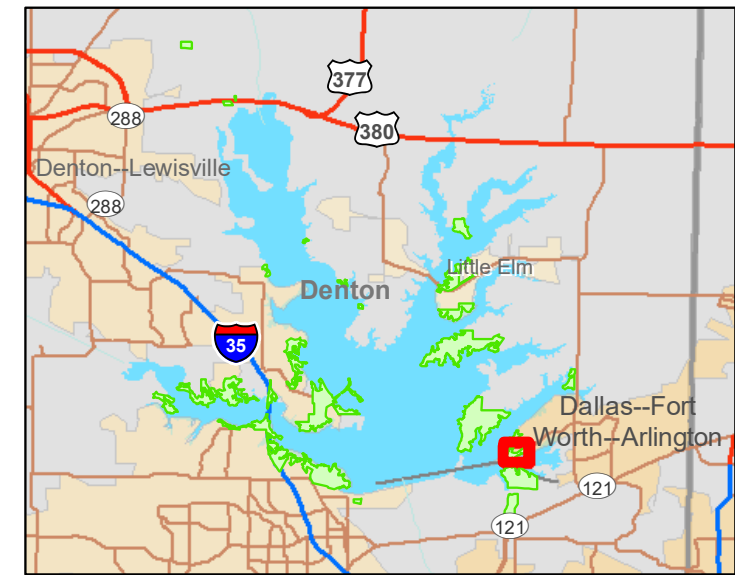 377
288
380
Denton--Lewisville
288
Little Elm
Denton
35
Dallas--Fort
Worth--Arlington
121
121